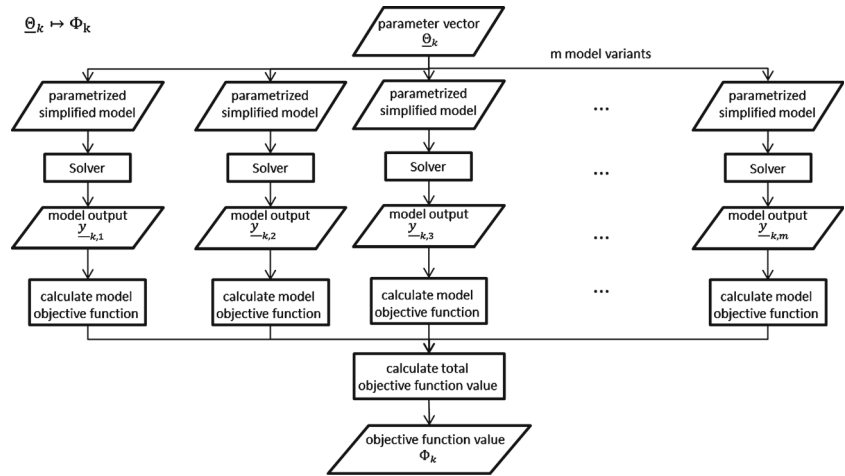 Θ_k ↦ Φ_k
parameter vector
Θ_k
m model variants
parametrized
simplified model
parametrized
simplified model
parametrized
simplified model
...
parametrized
simplified model
Solver
Solver
Solver
...
Solver
model output
y_k,1
model output
y_k,2
model output
y_k,3
...
model output
y_k,m
calculate model
objective function
calculate model
objective function
calculate model
objective function
...
calculate model
objective function
calculate total
objective function value
objective function value
Φ_k